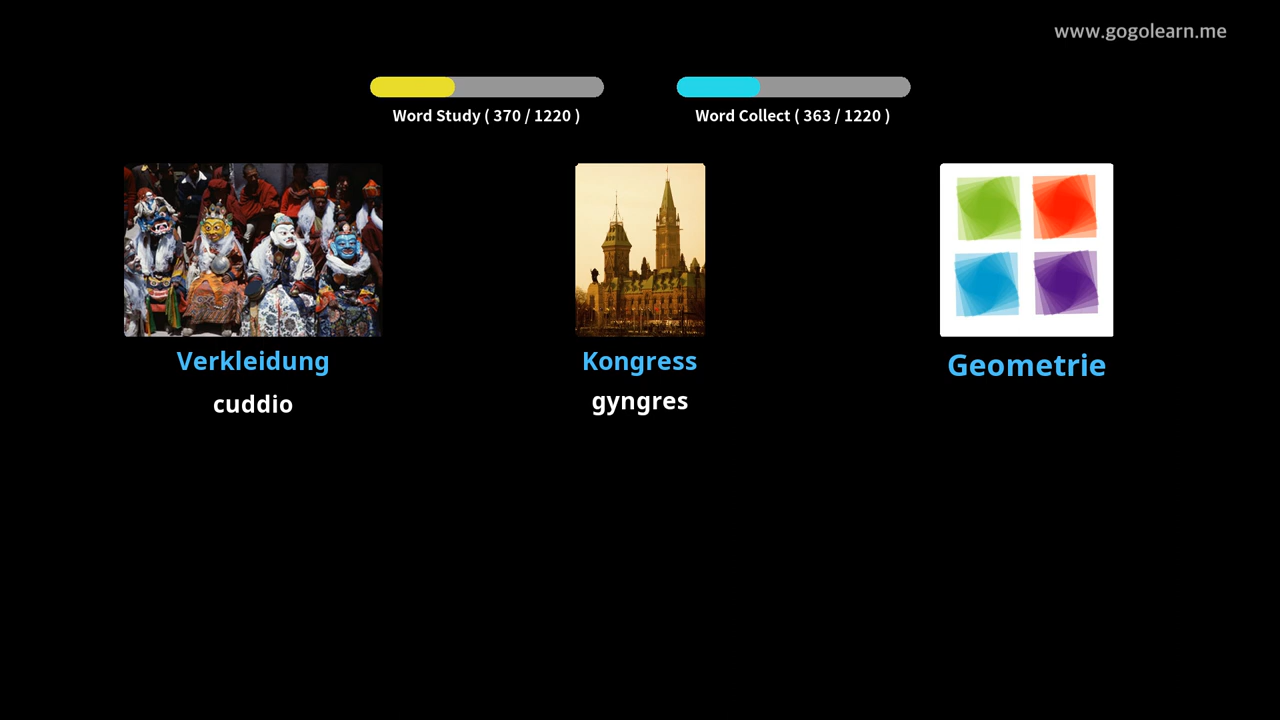 www.gogolearn.me
Word Study ( 370 / 1220 )
Word Collect ( 363 / 1220 )
Verkleidung
cuddio
Kongress
gyngres
Geometrie